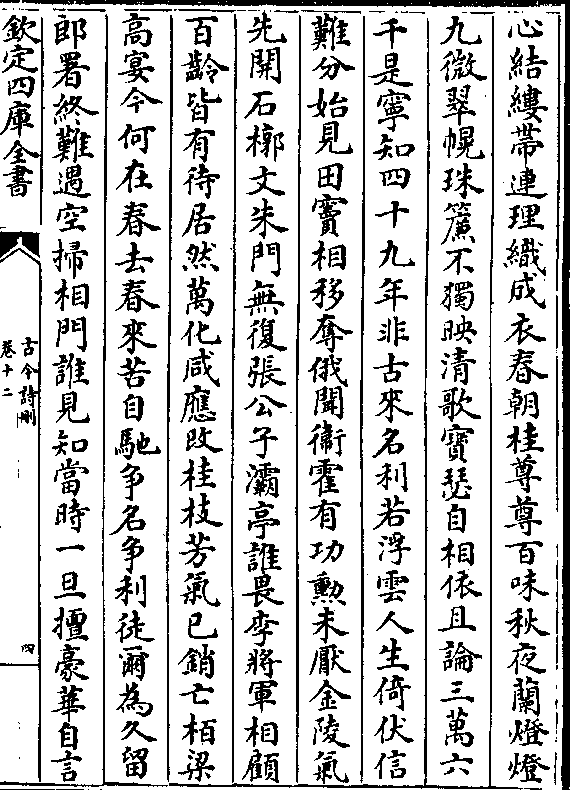 心結縷帶連理織成衣春朝桂尊尊百味秋夜蘭燈燈
九微翠幌珠簾不獨映清歌寶瑟自相依且論三萬六
千是寧知四十九年非古來名利若浮雲人生倚伏信
難分始見田竇相移奪俄聞衞霍有功勲未厭金陵氣
先開石槨文朱門無復張公子灞亭誰畏李將軍相顧
百齡皆有待居然萬化咸應改桂枝芳氣已銷亡栢梁
高宴今何在春去春來苦自馳争名争利徒爾為久留
郎署終難遇空掃相門誰見知當時一旦擅豪華自言
欽定四庫全書
古今詩刪
卷十二
四